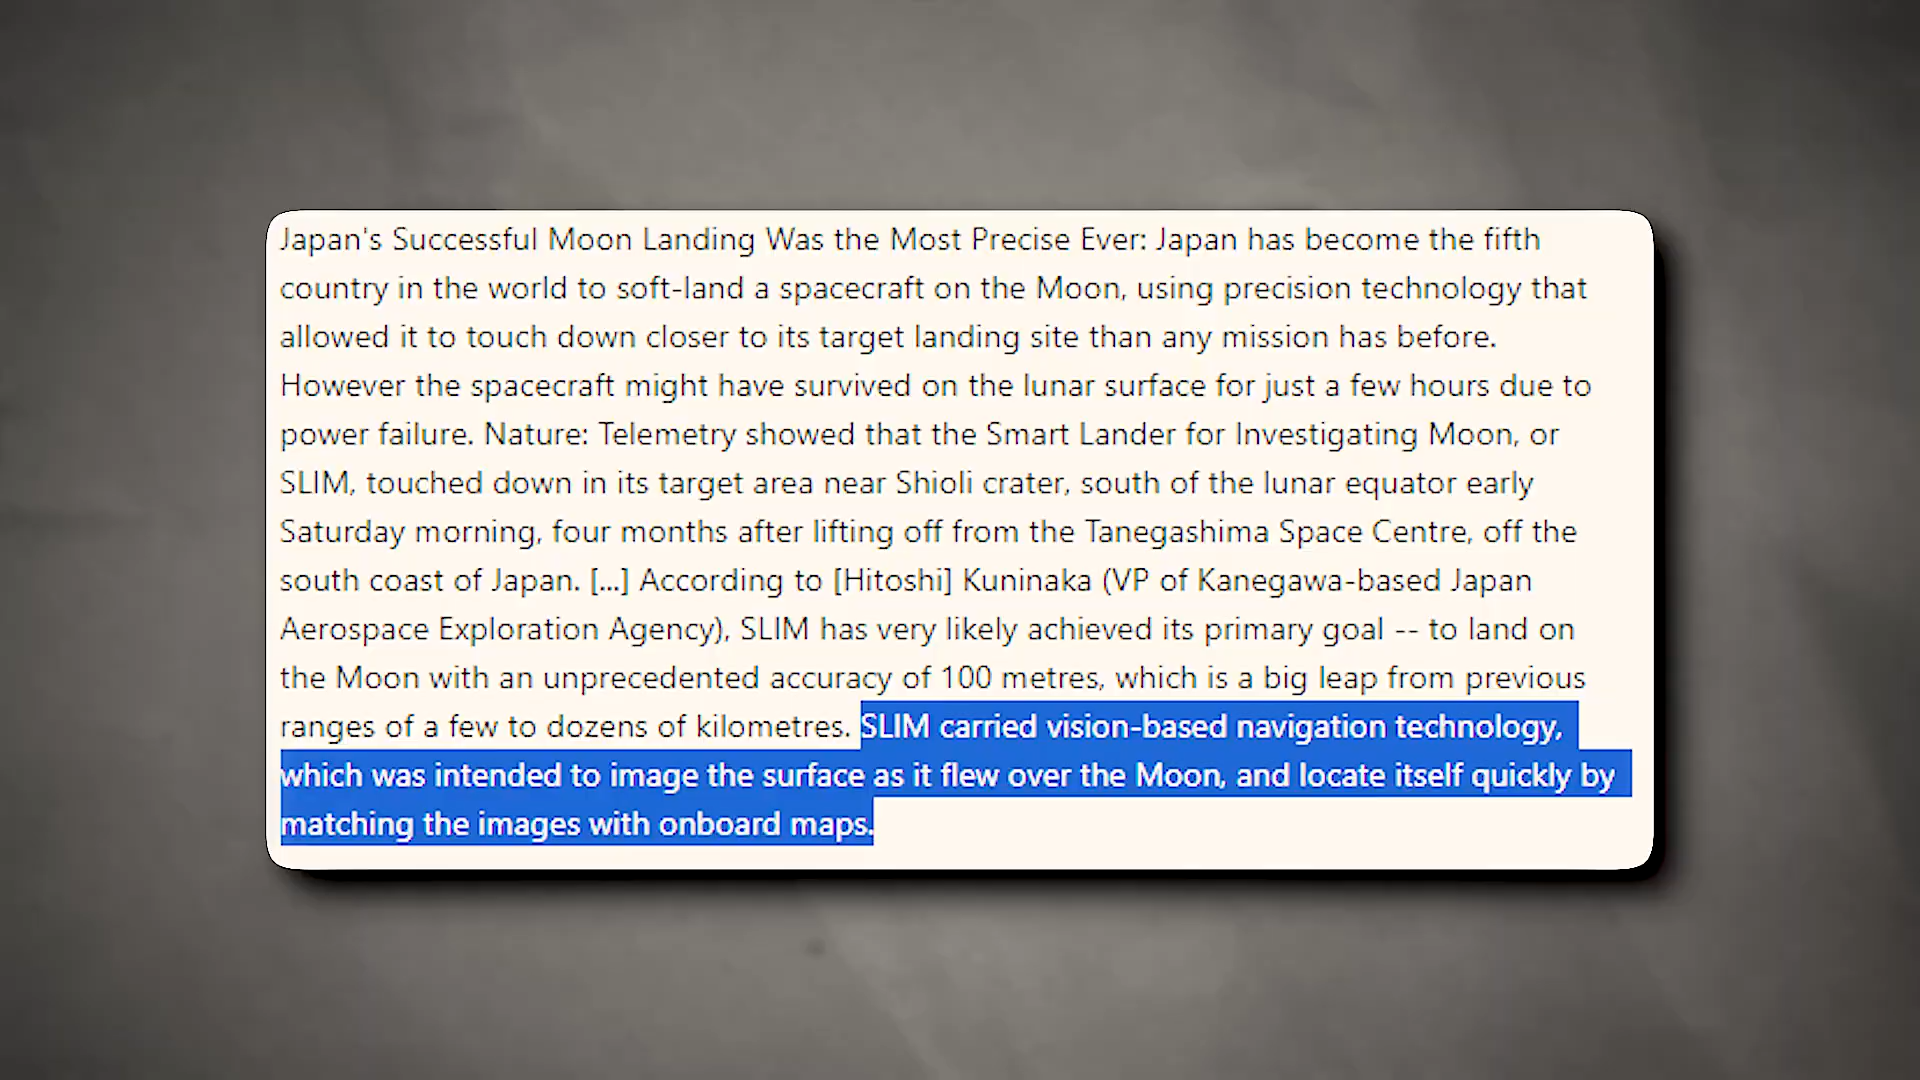 Japan's Successful Moon Landing Was the Most Precise Ever: Japan has become the fifth
country in the world to soft-land a spacecraft on the Moon, using precision technology that
allowed it to touch down closer to its target landing site than any mission has before.
However the spacecraft might have survived on the lunar surface for just a few hours due to
power failure. Nature: Telemetry showed that the Smart Lander for Investigating Moon, or
SLIM, touched down in its target area near Shioli crater, south of the lunar equator early
Saturday morning, four months after lifting off from the Tanegashima Space Centre, off the
south coast of Japan. [...] According to [Hitoshi] Kuninaka (VP of Kanegawa-based Japan
Aerospace Exploration Agency), SLIM has very likely achieved its primary goal -- to land on
the Moon with an unprecedented accuracy of 100 metres, which is a big leap from previous
ranges of a few to dozens of kilometres. SLIM carried vision-based navigation technology,
which was intended to image the surface as it flew over the Moon, and locate itself quickly by
matching the images with onboard maps.